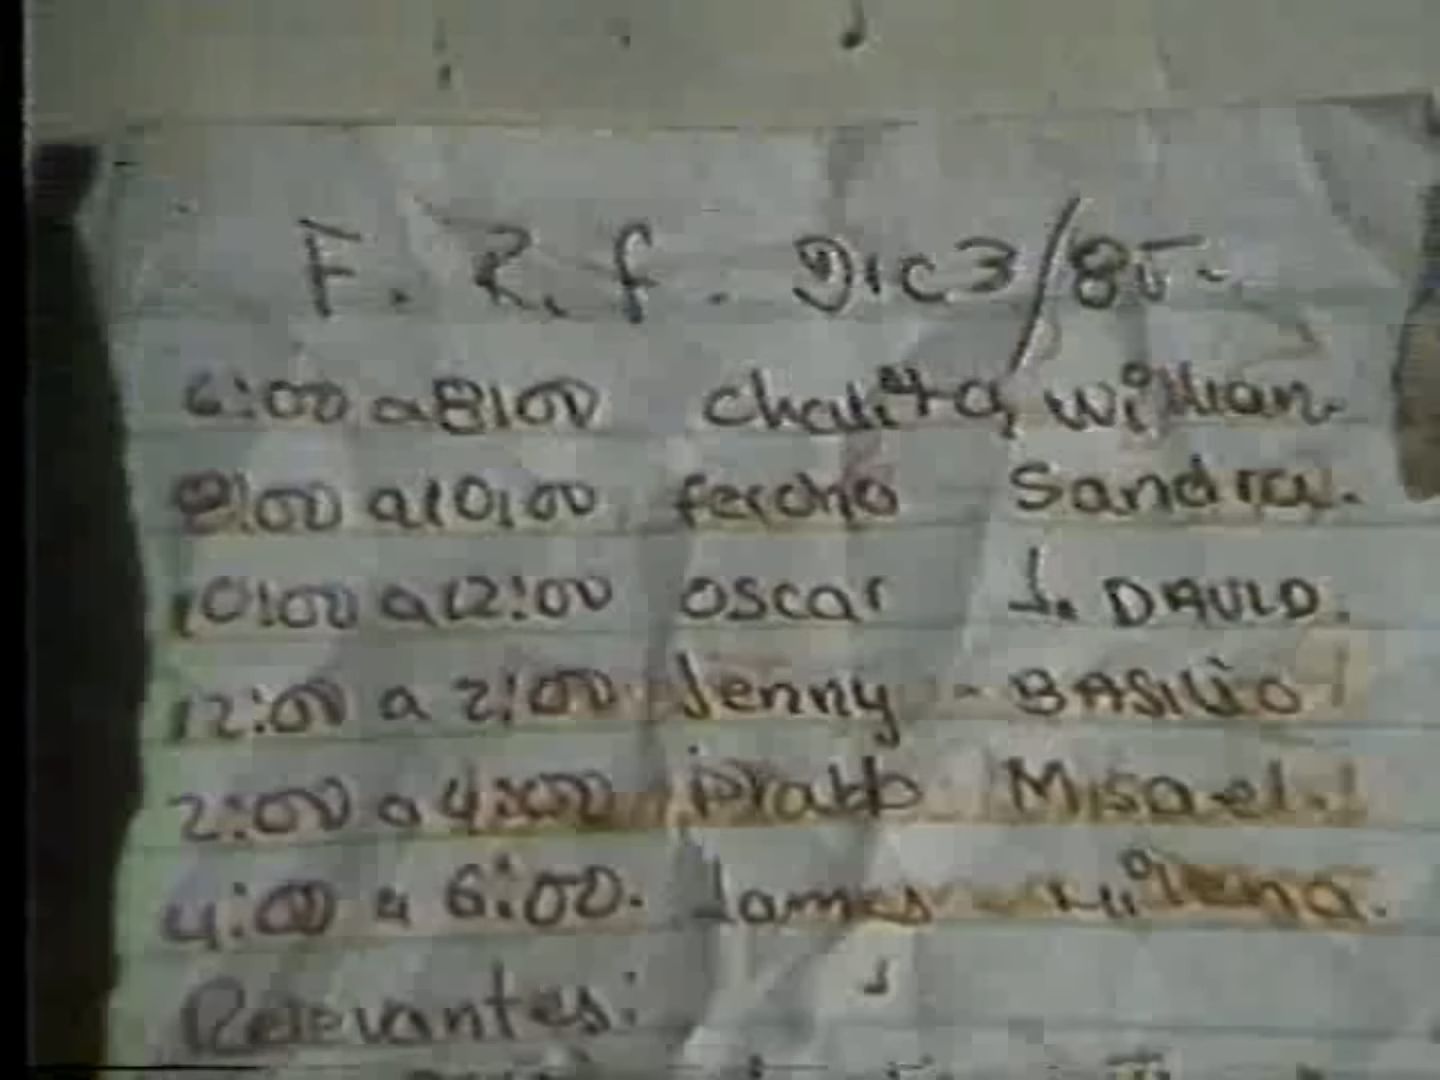 F. R. f. Dic 3/85.
6:00 a 8:00 Chalita, Willian.
8:00 a 10:00 fercho Sandra.
10:00 a 12:00 oscar J. DAVID.
12:00 a 2:00 Jenny - BASILIO
2:00 a 4:00 Misael.
4:00 a 6:00. James - Milena.
Relevantes: